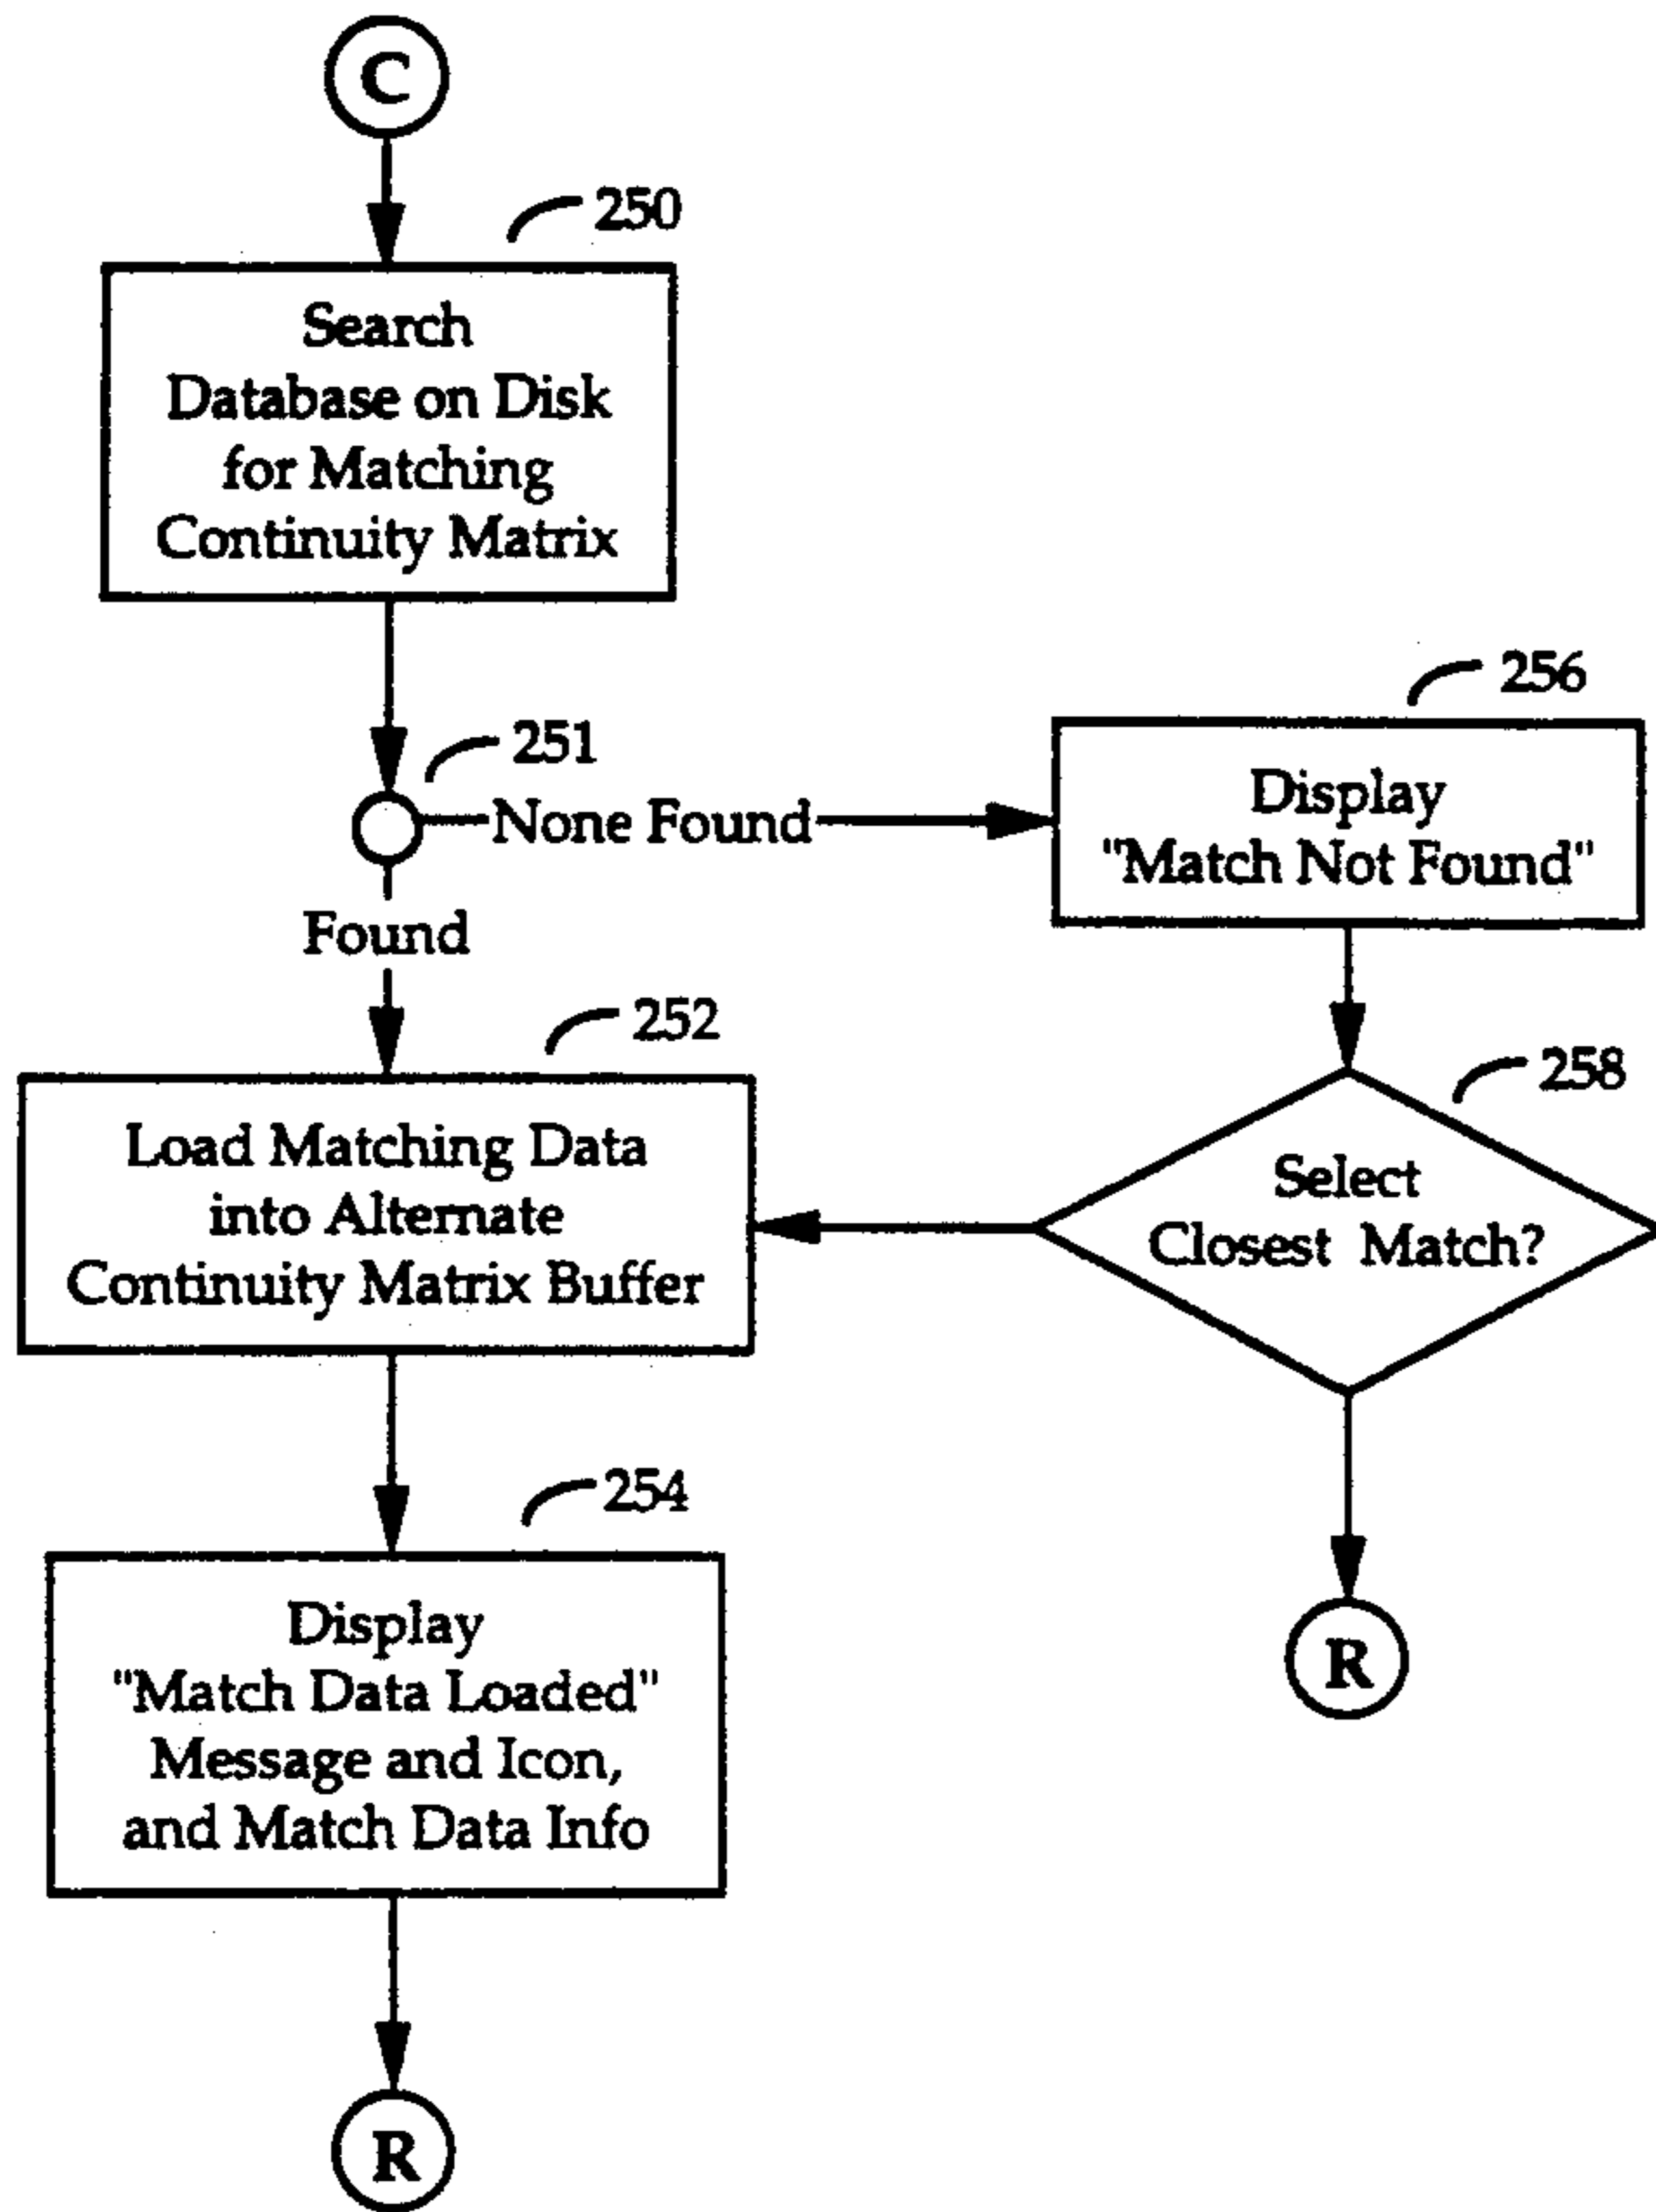 C
250
Search
Database on Disk
for Matching
Continuity Matrix
251
None Found
Found
256
Display
"Match Not Found"
252
Load Matching Data
into Alternate
Continuity Matrix Buffer
258
Select
Closest Match?
254
Display
"Match Data Loaded"
Message and Icon,
and Match Data Info
R
R